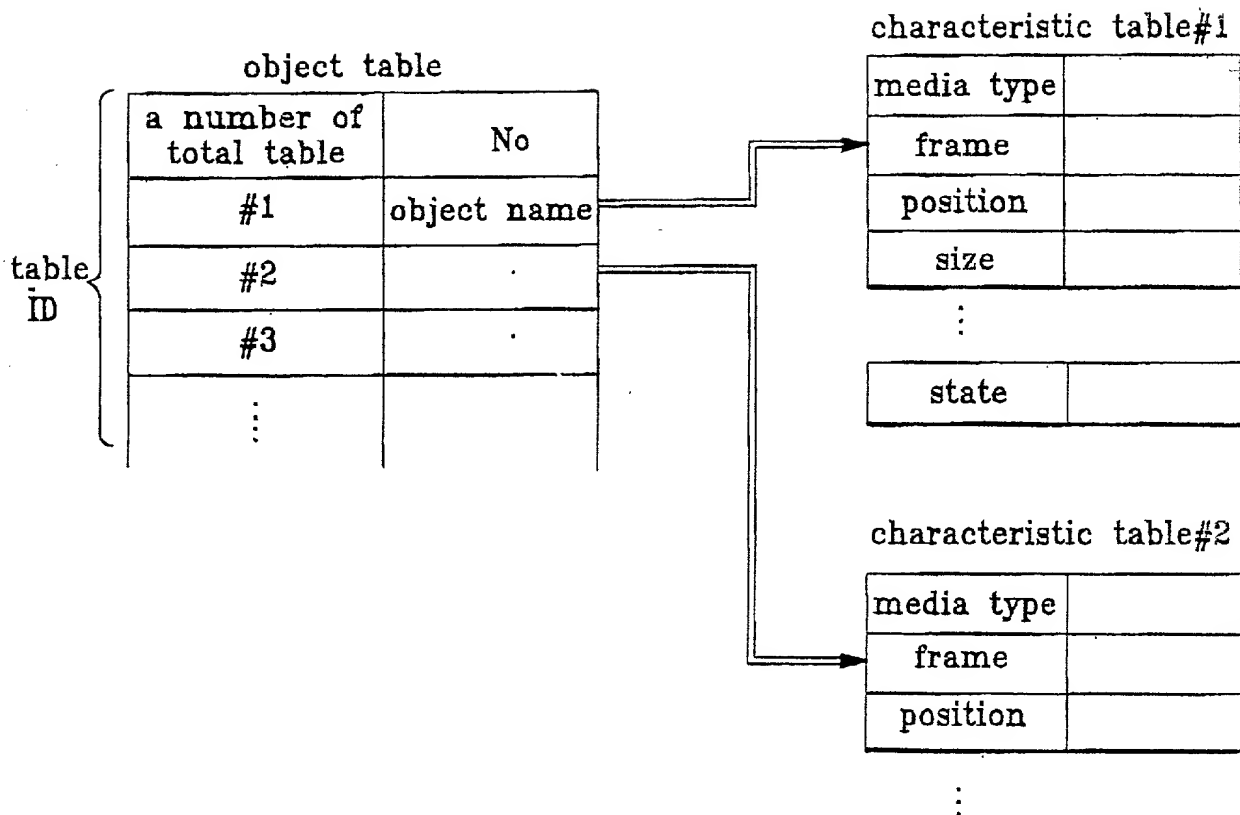 object table
a number of
total table
No
#1
object name
#2
#3
table
ID
characteristic table#1
media type
frame
position
size
state
characteristic table#2
media type
frame
position